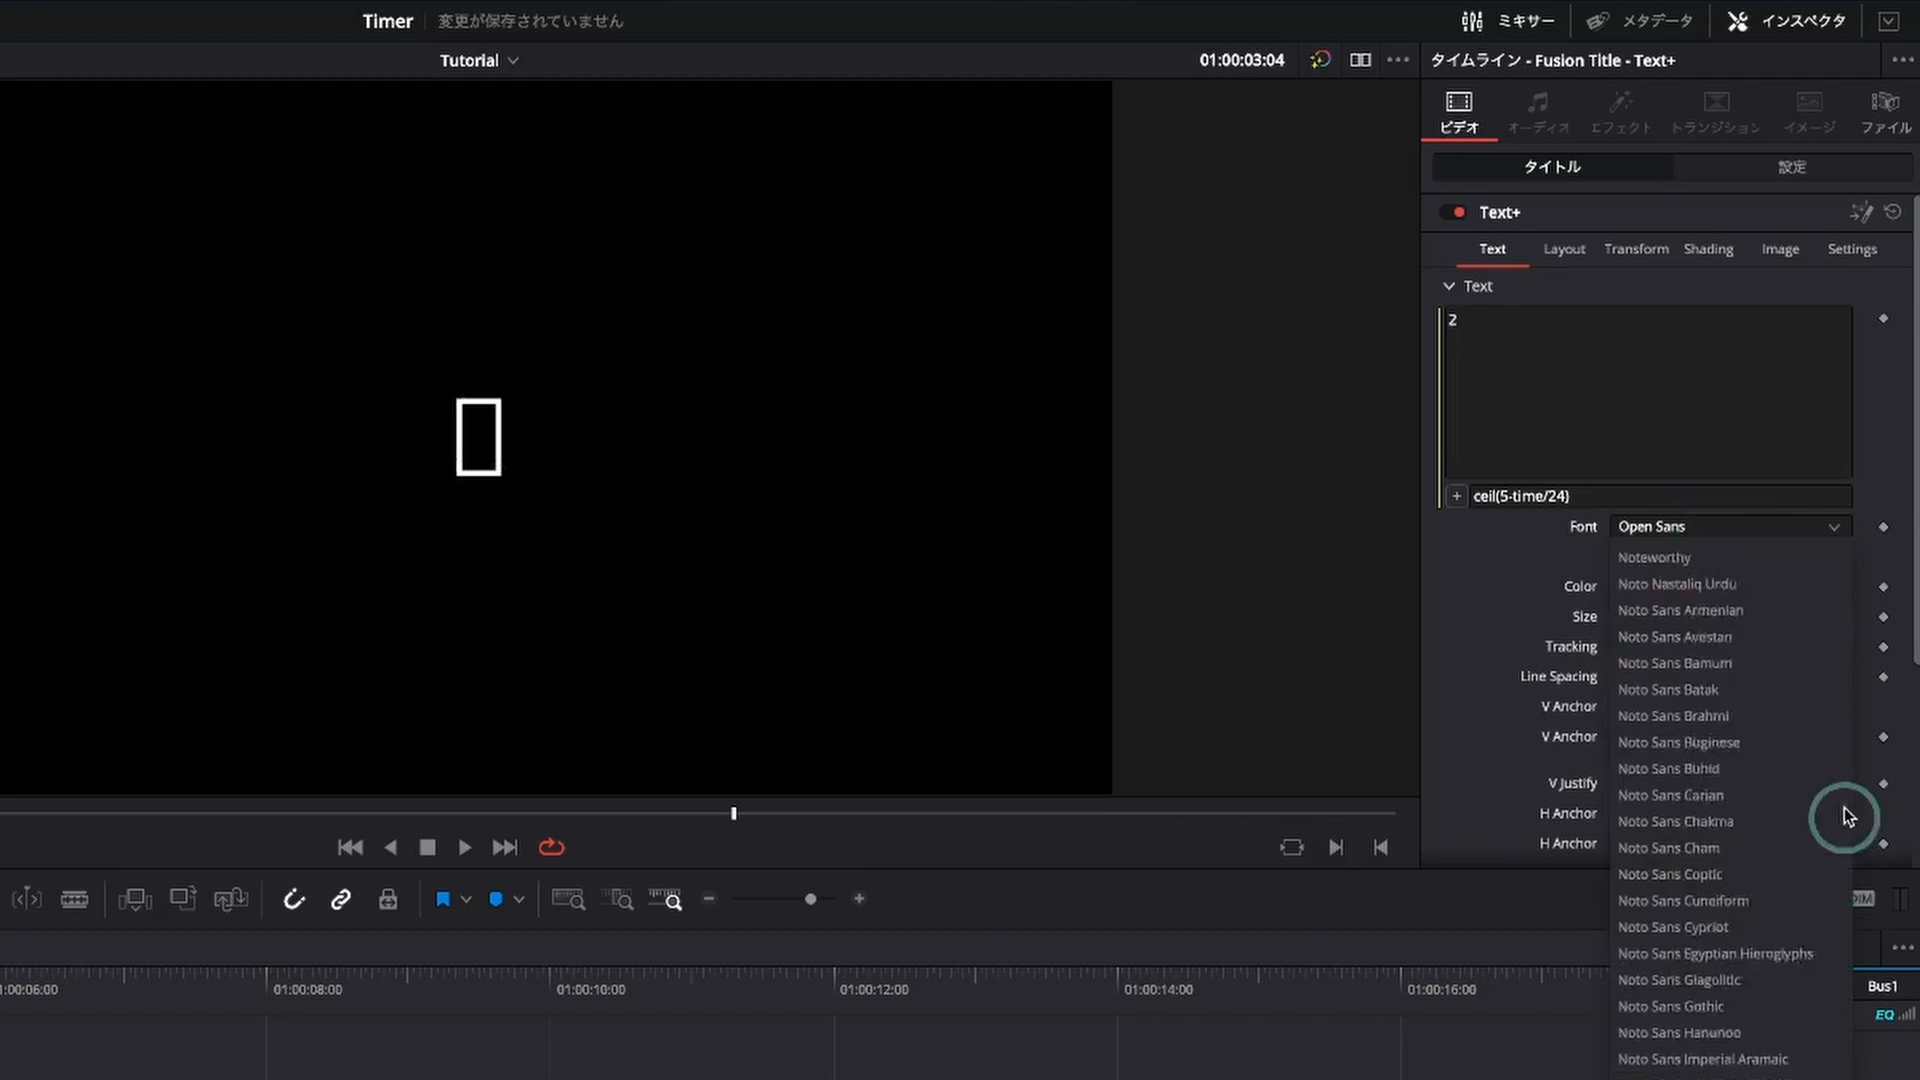 Timer 変更が保存されていません
ミキサー メタデータ インスペクタ
Tutorial 01:00:03:04
タイムライン - Fusion Title - Text+
ビデオ オーディオ エフェクト トランジション イメージ ファイル
タイトル 設定
Text+
Text Layout Transform Shading Image Settings
Text
2
ceil(5-time/24)
Font Open Sans
Noteworthy
Noto Nastaliq Urdu
Color
Noto Sans Armenian
Size
Noto Sans Avestan
Tracking
Noto Sans Bamum
Line Spacing
Noto Sans Batak
V Anchor
Noto Sans Brahmi
V Anchor
Noto Sans Buginese
Noto Sans Buhid
V Justify
Noto Sans Carian
H Anchor
Noto Sans Chakma
H Anchor
Noto Sans Cham
Noto Sans Coptic
Noto Sans Cuneiform
DIM
Noto Sans Cypriot
Noto Sans Egyptian Hieroglyphs
Noto Sans Glagolitic
Noto Sans Gothic
Noto Sans Hanunoo
Noto Sans Imperial Aramaic
:00:06:00 01:00:08:00 01:00:10:00 01:00:12:00 01:00:14:00 01:00:16:00
Bus1
EQ